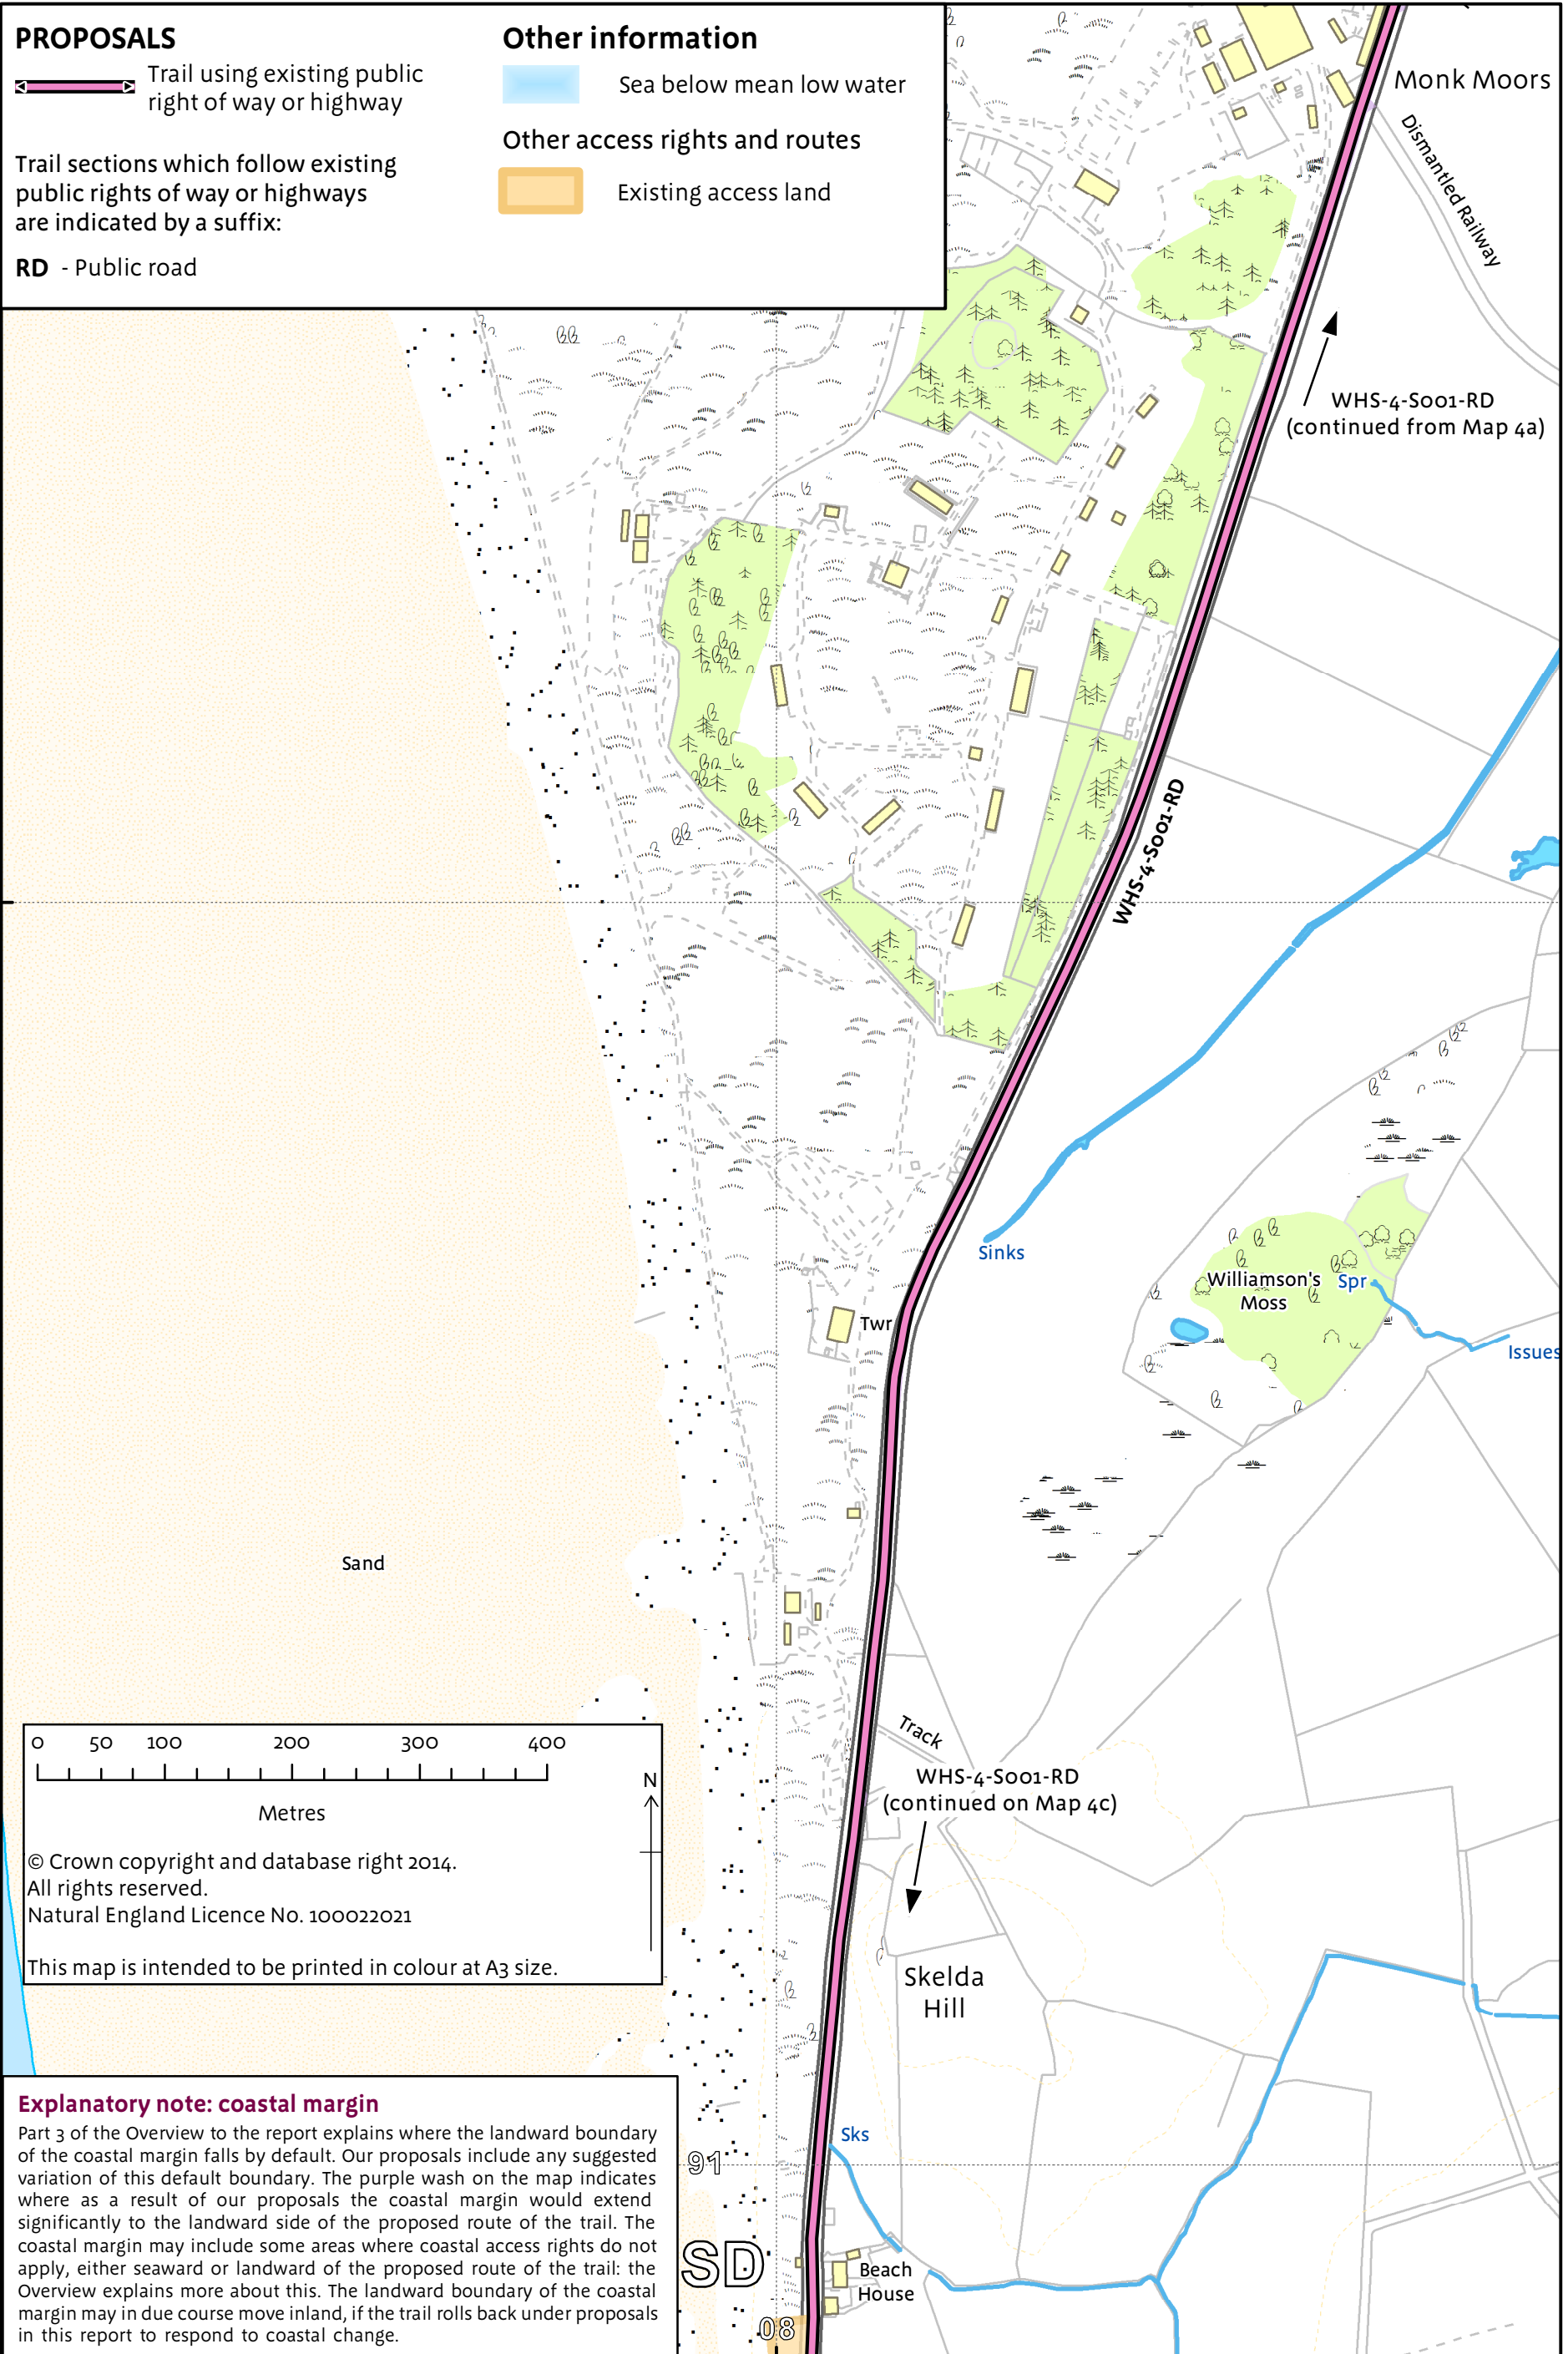 PROPOSALS
Trail using existing public
right of way or highway
Trail sections which follow existing
public rights of way or highways
are indicated by a suffix:
RD - Public road
Other information
Sea below mean low water
Other access rights and routes
Existing access land
Monk Moors
Dismantled Railway
WHS-4-S001-RD
(continued from Map 4a)
WHS-4-S001-RD
Sinks
Williamson's
Moss
Spr
Issues
Twr
Sand
Track
WHS-4-S001-RD
(continued on Map 4c)
0 50 100 200 300 400
Metres
N
© Crown copyright and database right 2014.
All rights reserved.
Natural England Licence No. 100022021
This map is intended to be printed in colour at A3 size.
Skelda
Hill
Explanatory note: coastal margin
Part 3 of the Overview to the report explains where the landward boundary
of the coastal margin falls by default. Our proposals include any suggested
variation of this default boundary. The purple wash on the map indicates
where as a result of our proposals the coastal margin would extend
significantly to the landward side of the proposed route of the trail. The
coastal margin may include some areas where coastal access rights do not
apply, either seaward or landward of the proposed route of the trail: the
Overview explains more about this. The landward boundary of the coastal
margin may in due course move inland, if the trail rolls back under proposals
in this report to respond to coastal change.
Sks
91
SD
Beach
House
08